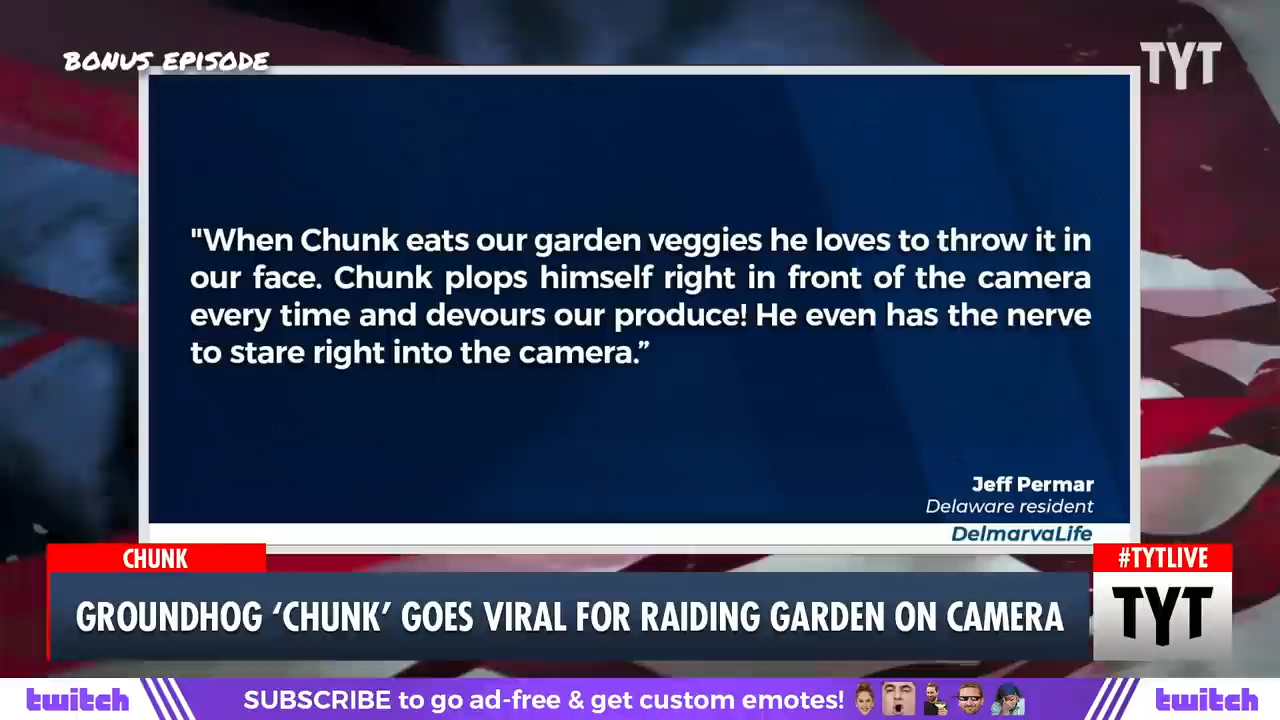 BONUS EPISODE
TYT
"When Chunk eats our garden veggies he loves to throw it in
our face. Chunk plops himself right in front of the camera
every time and devours our produce! He even has the nerve
to stare right into the camera.”
Jeff Permar
Delaware resident
DelmarvaLife
CHUNK
#TYTLIVE
GROUNDHOG ‘CHUNK’ GOES VIRAL FOR RAIDING GARDEN ON CAMERA
TYT
twitch
SUBSCRIBE to go ad-free & get custom emotes!
twitch